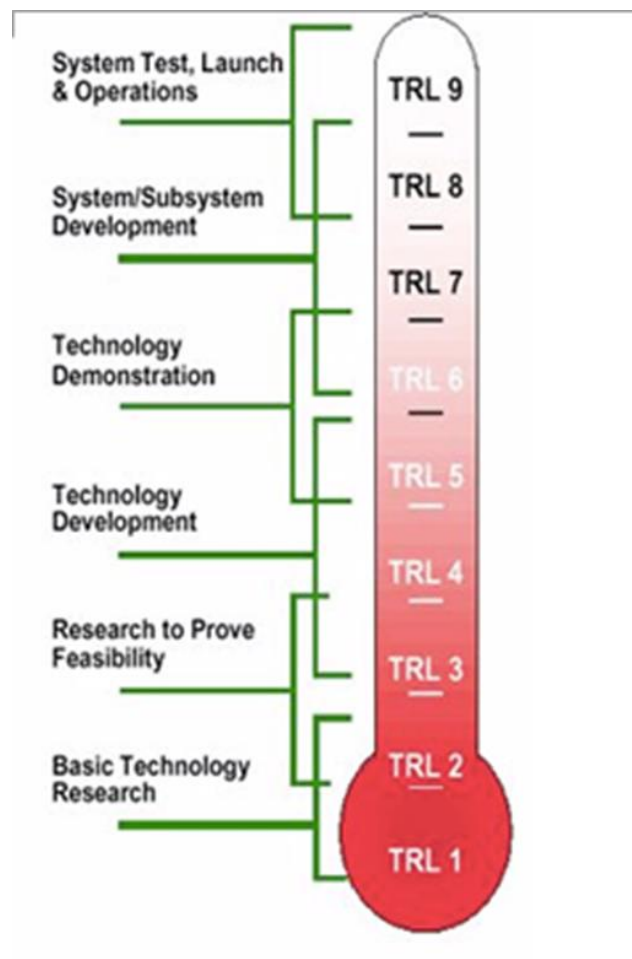 System Test, Launch
& Operations
System/Subsystem
Development
Technology
Demonstration
Technology
Development
Research to Prove
Feasibility
Basic Technology
Research
TRL 9
TRL 8
TRL 7
TRL 6
TRL 5
TRL 4
TRL 3
TRL 2
TRL 1